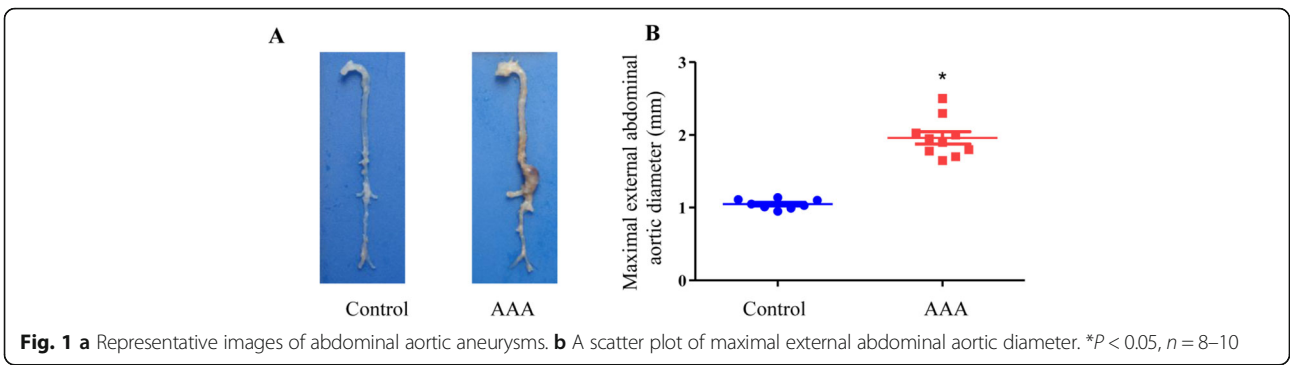 A
B
Control
AAA
Maximal external abdominal
aortic diameter (mm)
3
2
1
0
*
Control
AAA
Fig. 1 a Representative images of abdominal aortic aneurysms. b A scatter plot of maximal external abdominal aortic diameter. *P < 0.05, n = 8–10